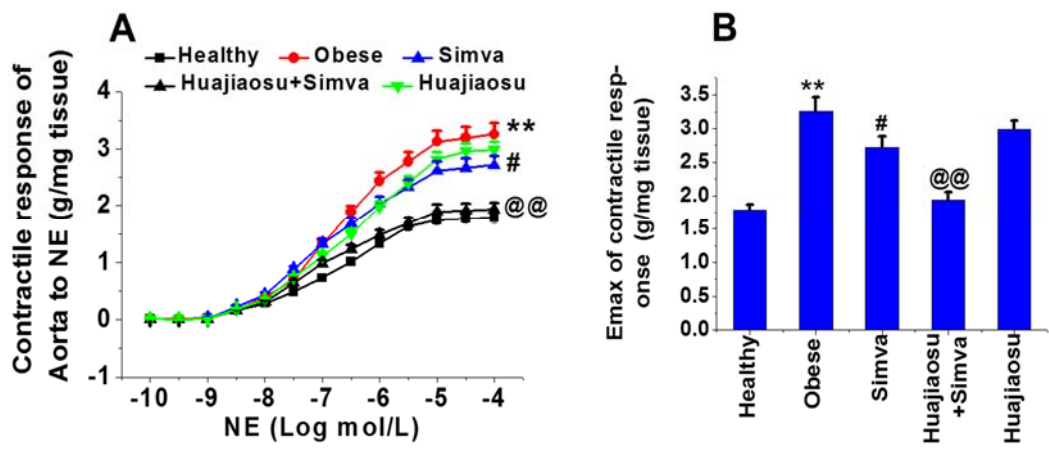 A
Healthy Obese Simva
Huajiaosu+Simva Huajiaosu
Contractile response of
Aorta to NE (g/mg tissue)
4
3
2
1
0
-1
**
#
@@
-10 -9 -8 -7 -6 -5 -4
NE (Log mol/L)
B
Emax of contractile resp-
onse (g/mg tissue)
3.5
3.0
2.5
2.0
1.5
1.0
0.5
0.0
**
#
@@
Healthy
Obese
Simva
Huajiaosu
+Simva
Huajiaosu